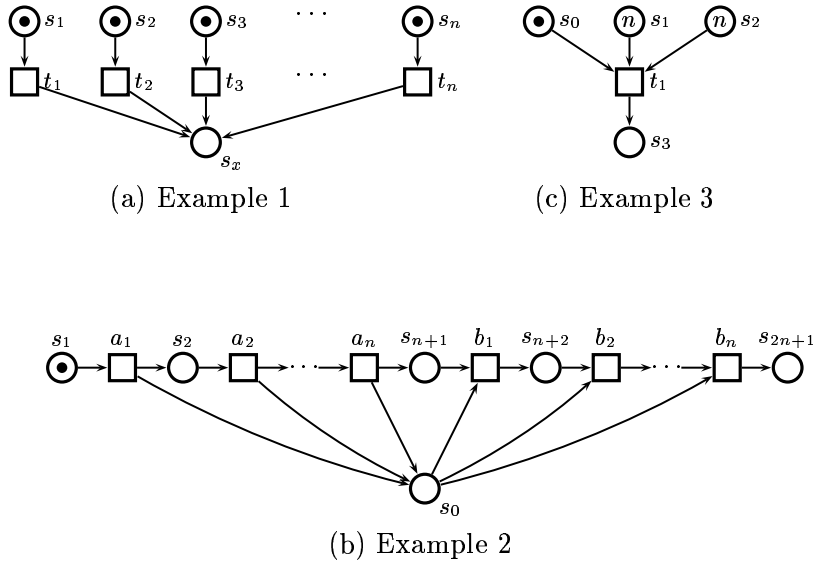 s₁ s₂ s₃ ··· sₙ
t₁ t₂ t₃ ··· tₙ
sₓ
(a) Example 1
s₀ n s₁ n s₂
t₁
s₃
(c) Example 3
s₁ a₁ s₂ a₂ aₙ sₙ₊₁ b₁ sₙ₊₂ b₂ bₙ s₂ₙ₊₁
··· ···
s₀
(b) Example 2